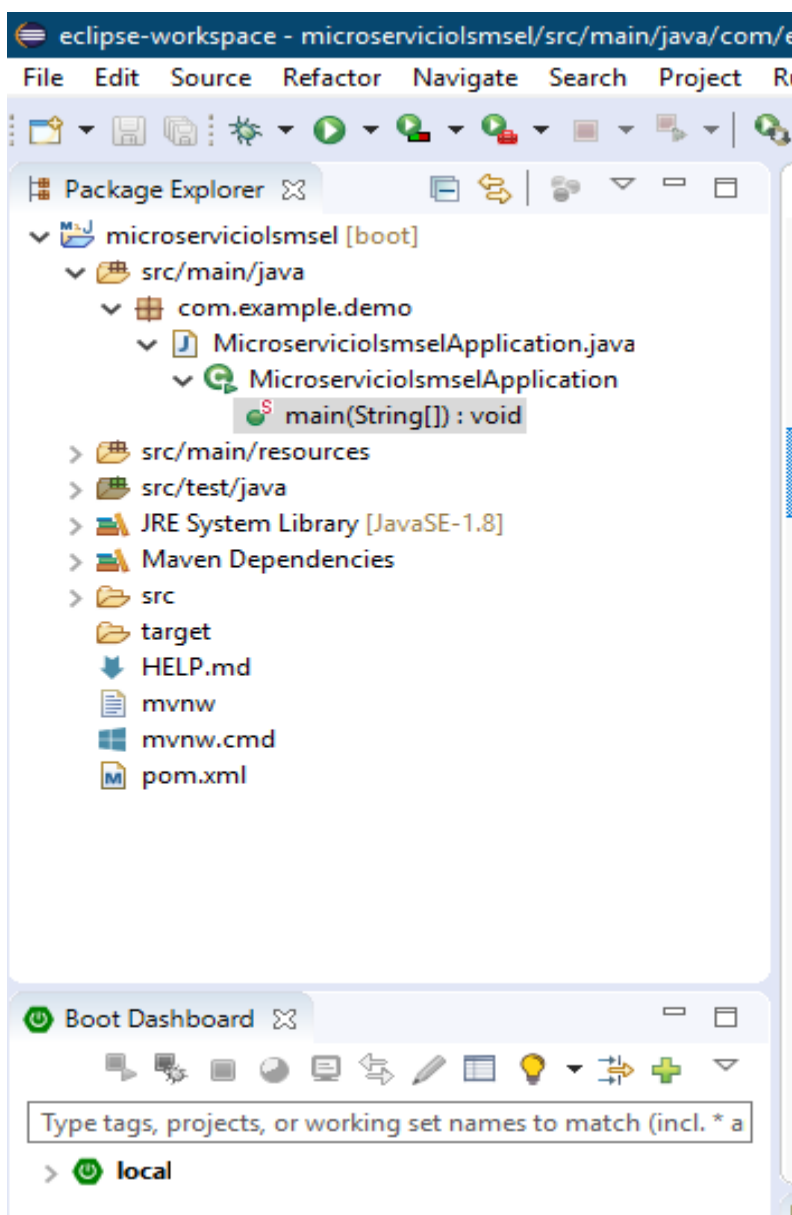 eclipse-workspace - microserviciolsmsel/src/main/java/com/e
File Edit Source Refactor Navigate Search Project Ru
Package Explorer
microserviciolsmsel [boot]
src/main/java
com.example.demo
MicroserviciolsmselApplication.java
MicroserviciolsmselApplication
main(String[]) : void
src/main/resources
src/test/java
JRE System Library [JavaSE-1.8]
Maven Dependencies
src
target
HELP.md
mvnw
mvnw.cmd
pom.xml
Boot Dashboard
Type tags, projects, or working set names to match (incl. * a
local